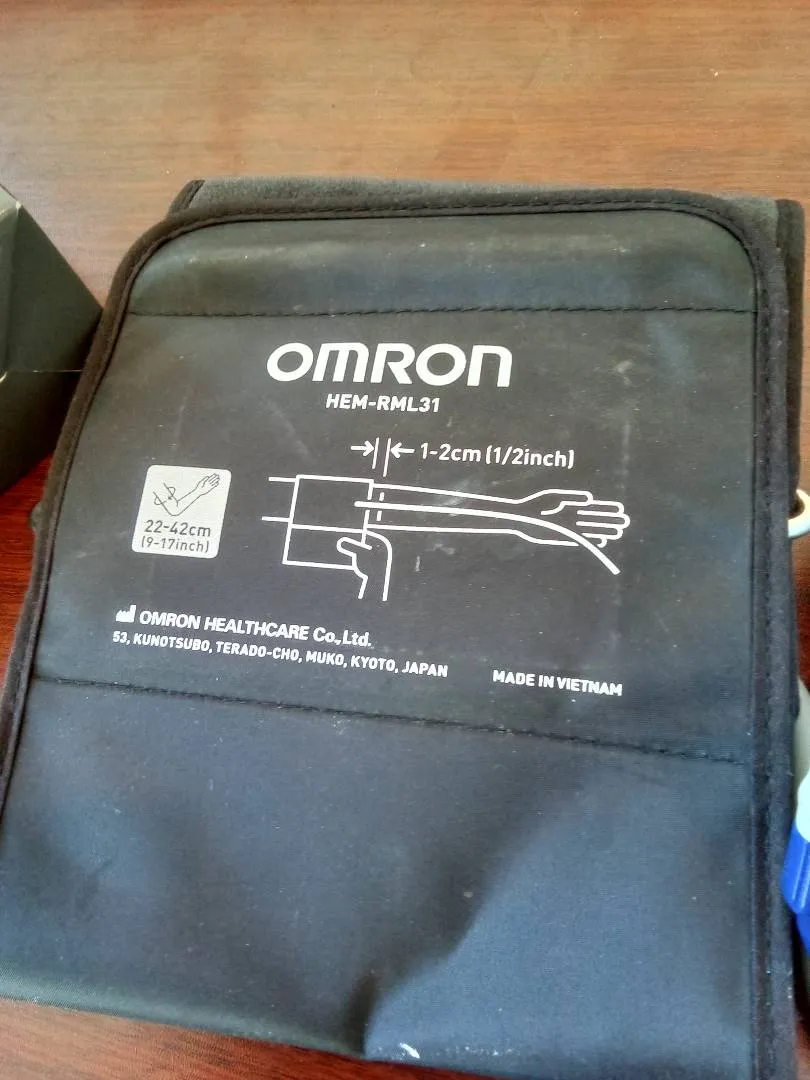 OMRON
HEM-RML31
1-2cm (1/2inch)
22-42cm
(9-17inch)
OMRON HEALTHCARE Co.,Ltd.
53, KUNOTSUBO, TERADO-CHO, MUKO, KYOTO, JAPAN
MADE IN VIETNAM